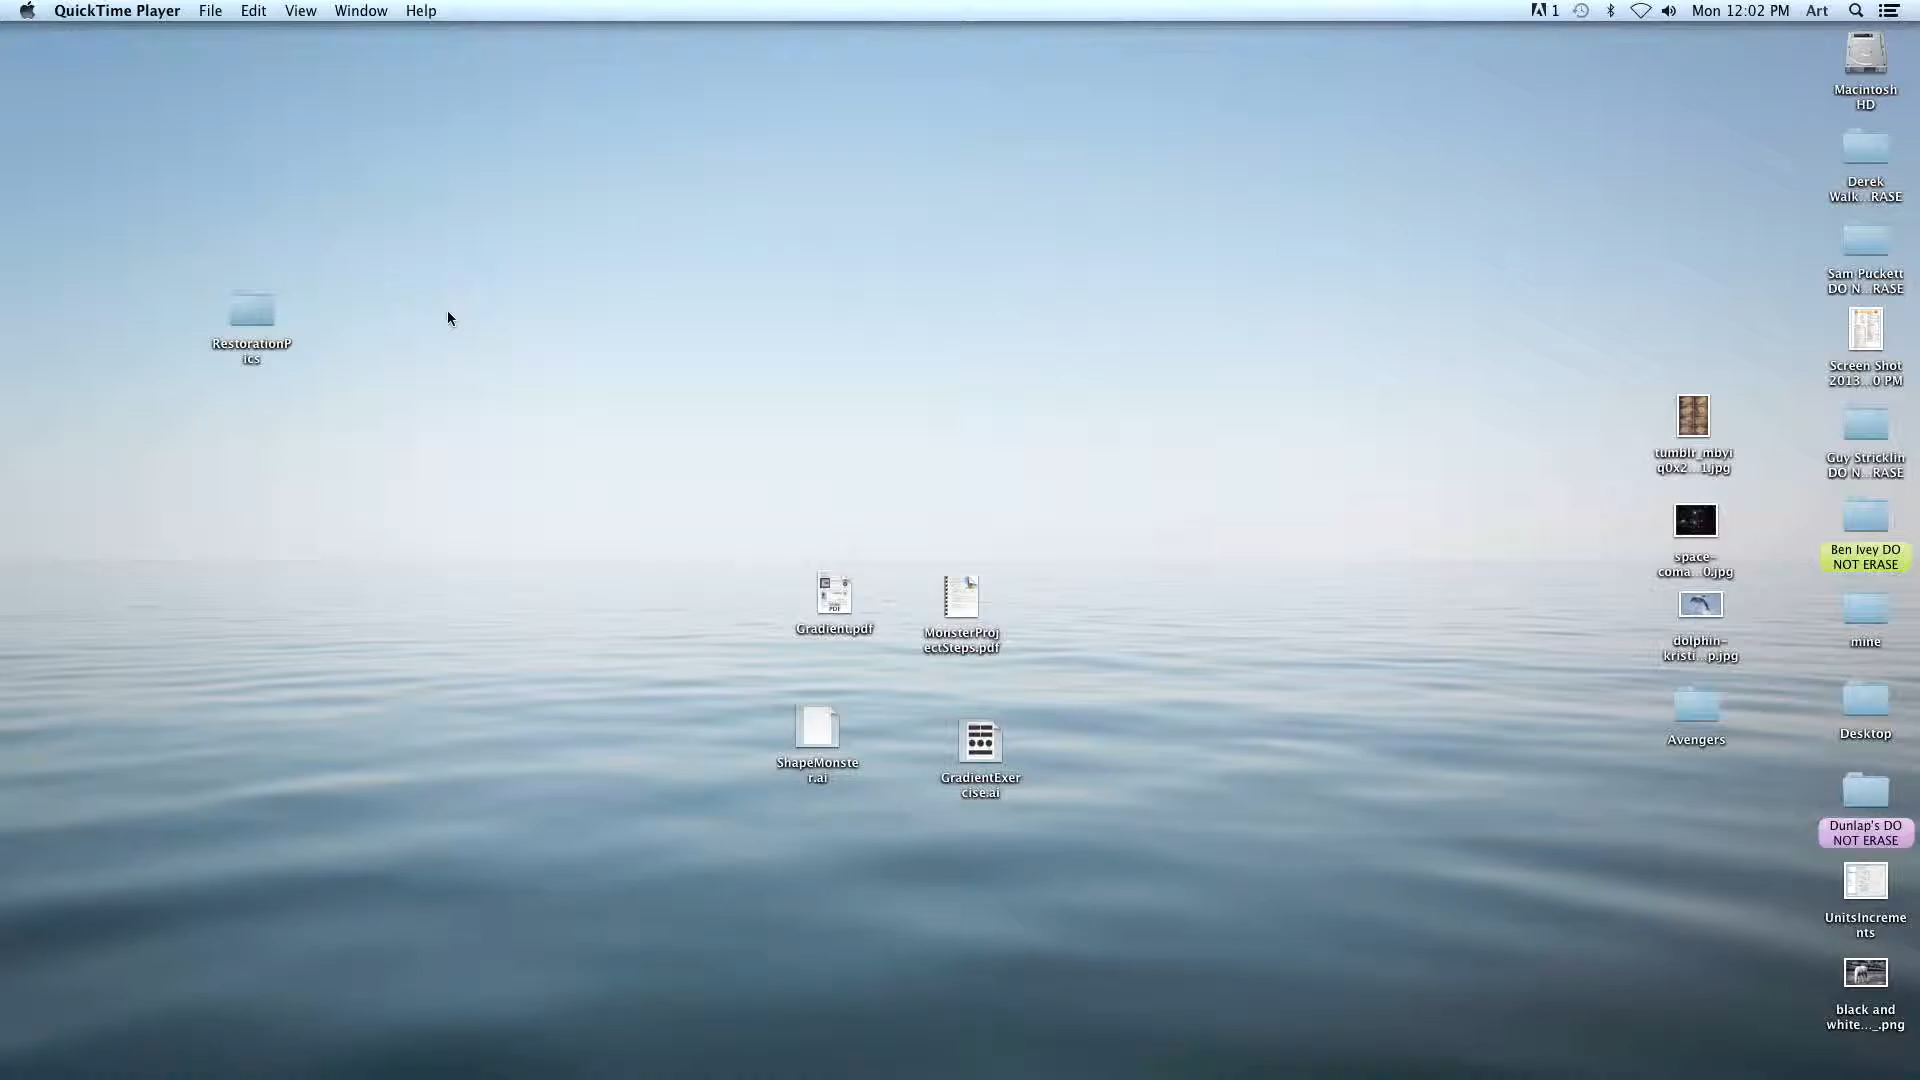 QuickTime Player File Edit View Window Help 1 Mon 12:02 PM Art
Macintosh
HD
Derek
Walk...RASE
Sam Puckett
DO N...RASE
RestorationP
ics
Screen Shot
2013...0 PM
tumblr_mbyi
q0x2...1.jpg
Guy Stricklin
DO N...RASE
space-
coma...0.jpg
Ben Ivey DO
NOT ERASE
Gradient.pdf
MonsterProj
ectSteps.pdf
dolphin-
kristi...p.jpg
mine
Avengers
Desktop
ShapeMonste
r.ai
GradientExer
cise.ai
Dunlap's DO
NOT ERASE
UnitsIncreme
nts
black and
white..._.png